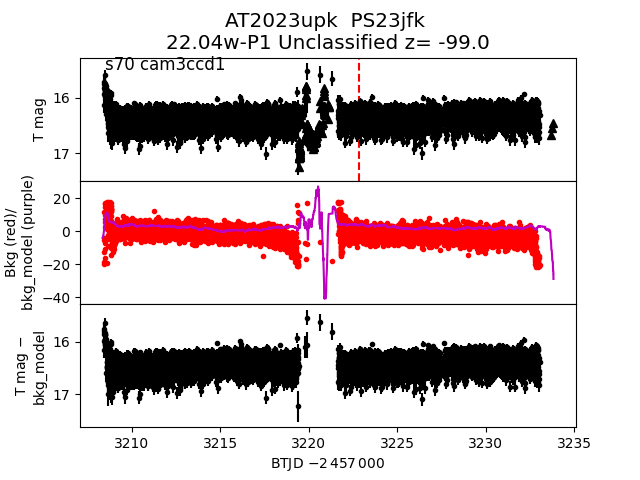 AT2023upk  PS23jfk
22.04w-P1 Unclassified z= -99.0
s70 cam3ccd1
T mag
16
17
Bkg (red)/
bkg_model (purple)
20
0
−20
−40
T mag −
bkg_model
16
17
3210
3215
3220
3225
3230
3235
BTJD −2 457 000